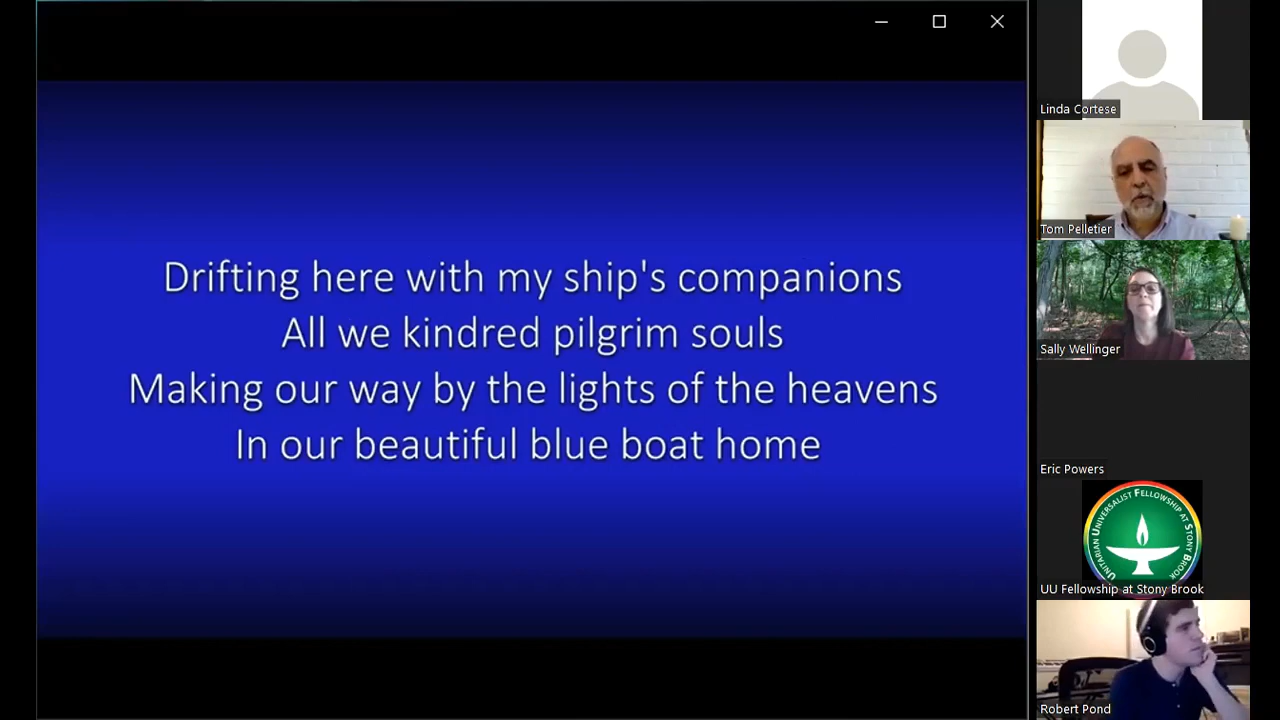 Drifting here with my ship's companions
All we kindred pilgrim souls
Making our way by the lights of the heavens
In our beautiful blue boat home
Linda Cortese
Tom Pelletier
Sally Wellinger
Eric Powers
UNITARIAN UNIVERSALIST FELLOWSHIP AT STONY BROOK
UU Fellowship at Stony Brook
Robert Pond